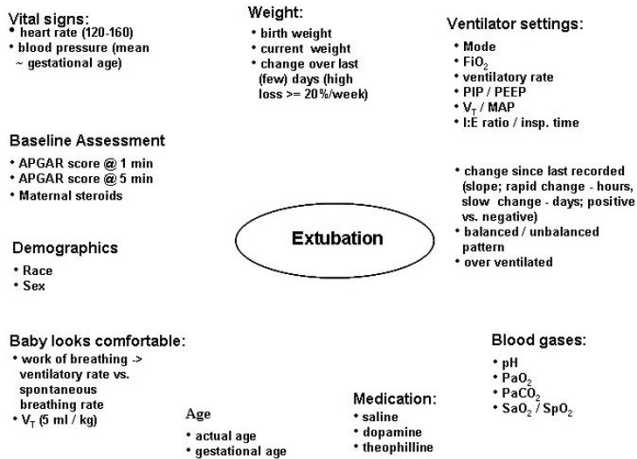 Vital signs:
• heart rate (120-160)
• blood pressure (mean
~ gestational age)
Weight:
• birth weight
• current weight
• change over last
(few) days (high
loss >= 20%/week)
Ventilator settings:
• Mode
• FiO₂
• ventilatory rate
• PIP / PEEP
• V_T / MAP
• I:E ratio / insp. time
• change since last recorded
(slope; rapid change - hours,
slow change - days; positive
vs. negative)
• balanced / unbalanced
pattern
• over ventilated
Baseline Assessment
• APGAR score @ 1 min
• APGAR score @ 5 min
• Maternal steroids
Extubation
Demographics
• Race
• Sex
Baby looks comfortable:
• work of breathing ->
ventilatory rate vs.
spontaneous
breathing rate
• V_T (5 ml / kg)
Age
• actual age
• gestational age
Medication:
• saline
• dopamine
• theophilline
Blood gases:
• pH
• PaO₂
• PaCO₂
• SaO₂ / SpO₂